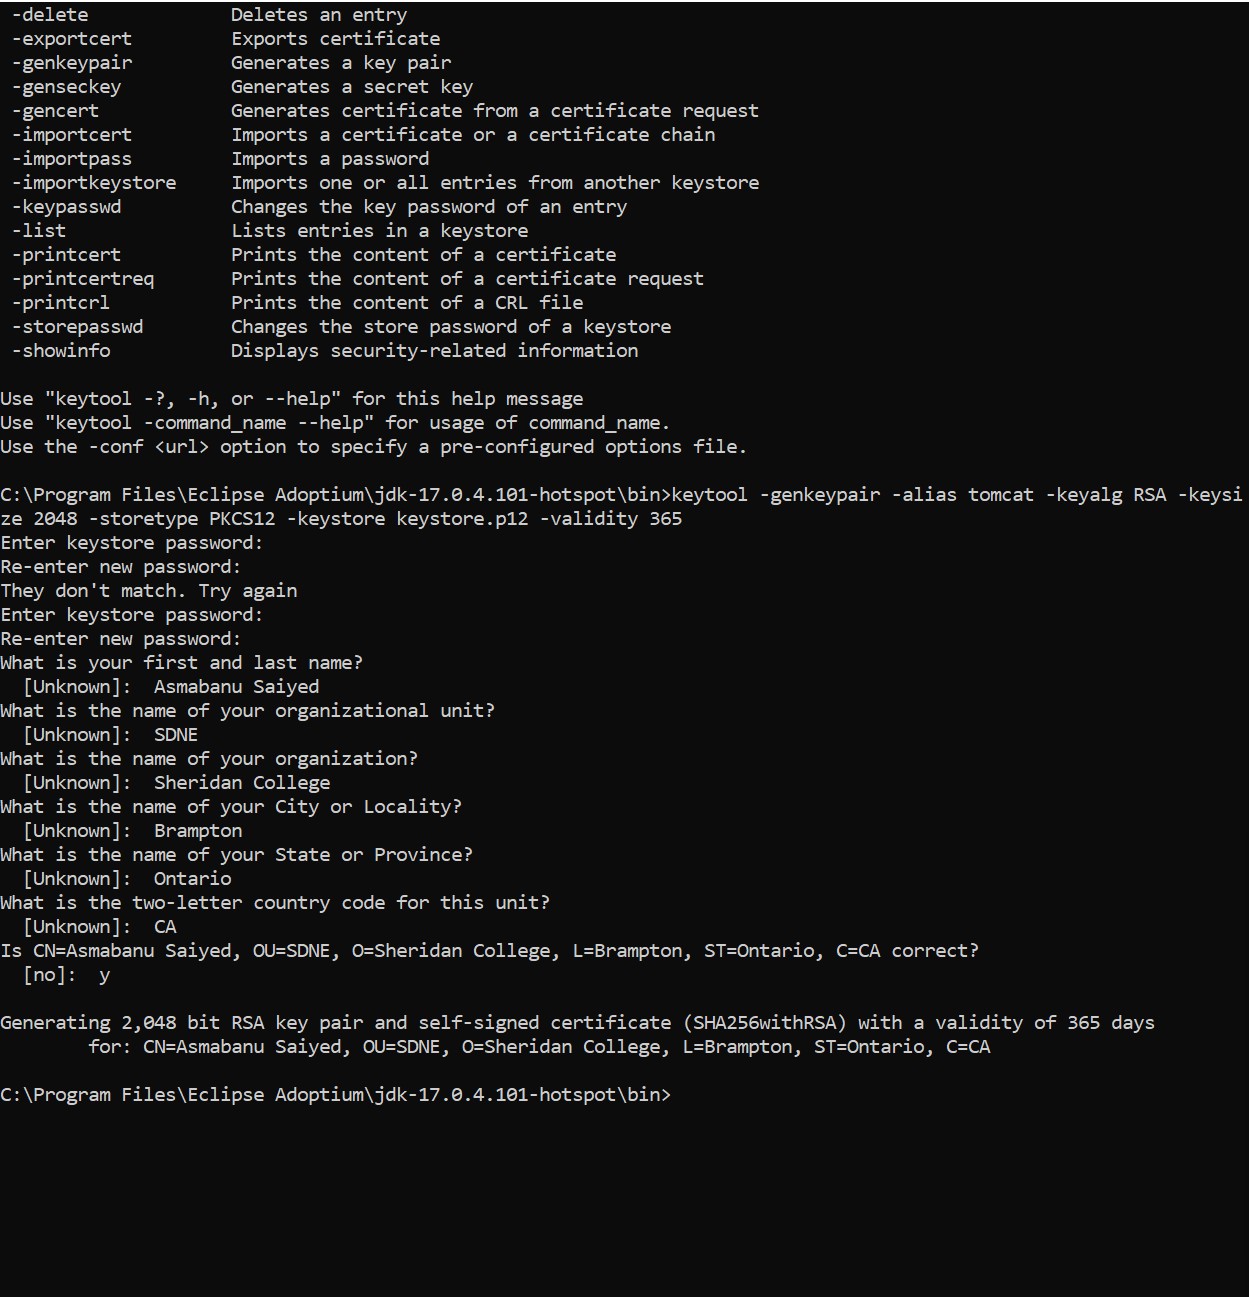 -delete             Deletes an entry
-exportcert         Exports certificate
-genkeypair         Generates a key pair
-genseckey          Generates a secret key
-gencert            Generates certificate from a certificate request
-importcert         Imports a certificate or a certificate chain
-importpass         Imports a password
-importkeystore     Imports one or all entries from another keystore
-keypasswd          Changes the key password of an entry
-list               Lists entries in a keystore
-printcert          Prints the content of a certificate
-printcertreq       Prints the content of a certificate request
-printcrl           Prints the content of a CRL file
-storepasswd        Changes the store password of a keystore
-showinfo           Displays security-related information
Use "keytool -?, -h, or --help" for this help message
Use "keytool -command_name --help" for usage of command_name.
Use the -conf <url> option to specify a pre-configured options file.
C:\Program Files\Eclipse Adoptium\jdk-17.0.4.101-hotspot\bin>keytool -genkeypair -alias tomcat -keyalg RSA -keysi
ze 2048 -storetype PKCS12 -keystore keystore.p12 -validity 365
Enter keystore password:
Re-enter new password:
They don't match. Try again
Enter keystore password:
Re-enter new password:
What is your first and last name?
[Unknown]:  Asmabanu Saiyed
What is the name of your organizational unit?
[Unknown]:  SDNE
What is the name of your organization?
[Unknown]:  Sheridan College
What is the name of your City or Locality?
[Unknown]:  Brampton
What is the name of your State or Province?
[Unknown]:  Ontario
What is the two-letter country code for this unit?
[Unknown]:  CA
Is CN=Asmabanu Saiyed, OU=SDNE, O=Sheridan College, L=Brampton, ST=Ontario, C=CA correct?
[no]:  y
Generating 2,048 bit RSA key pair and self-signed certificate (SHA256withRSA) with a validity of 365 days
for: CN=Asmabanu Saiyed, OU=SDNE, O=Sheridan College, L=Brampton, ST=Ontario, C=CA
C:\Program Files\Eclipse Adoptium\jdk-17.0.4.101-hotspot\bin>